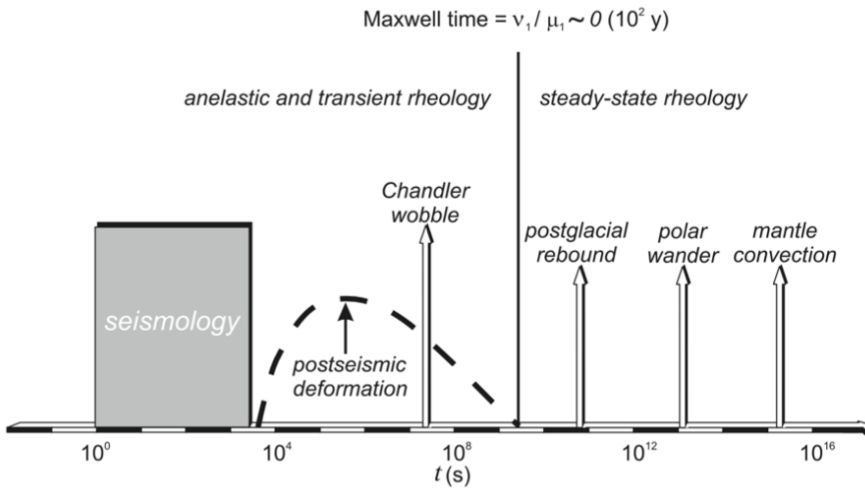 Maxwell time = ν₁ / μ₁ ~ 0 (10² y)
anelastic and transient rheology
steady-state rheology
Chandler
wobble
postglacial
rebound
polar
wander
mantle
convection
seismology
postseismic
deformation
10⁰
10⁴
10⁸
10¹²
10¹⁶
t (s)